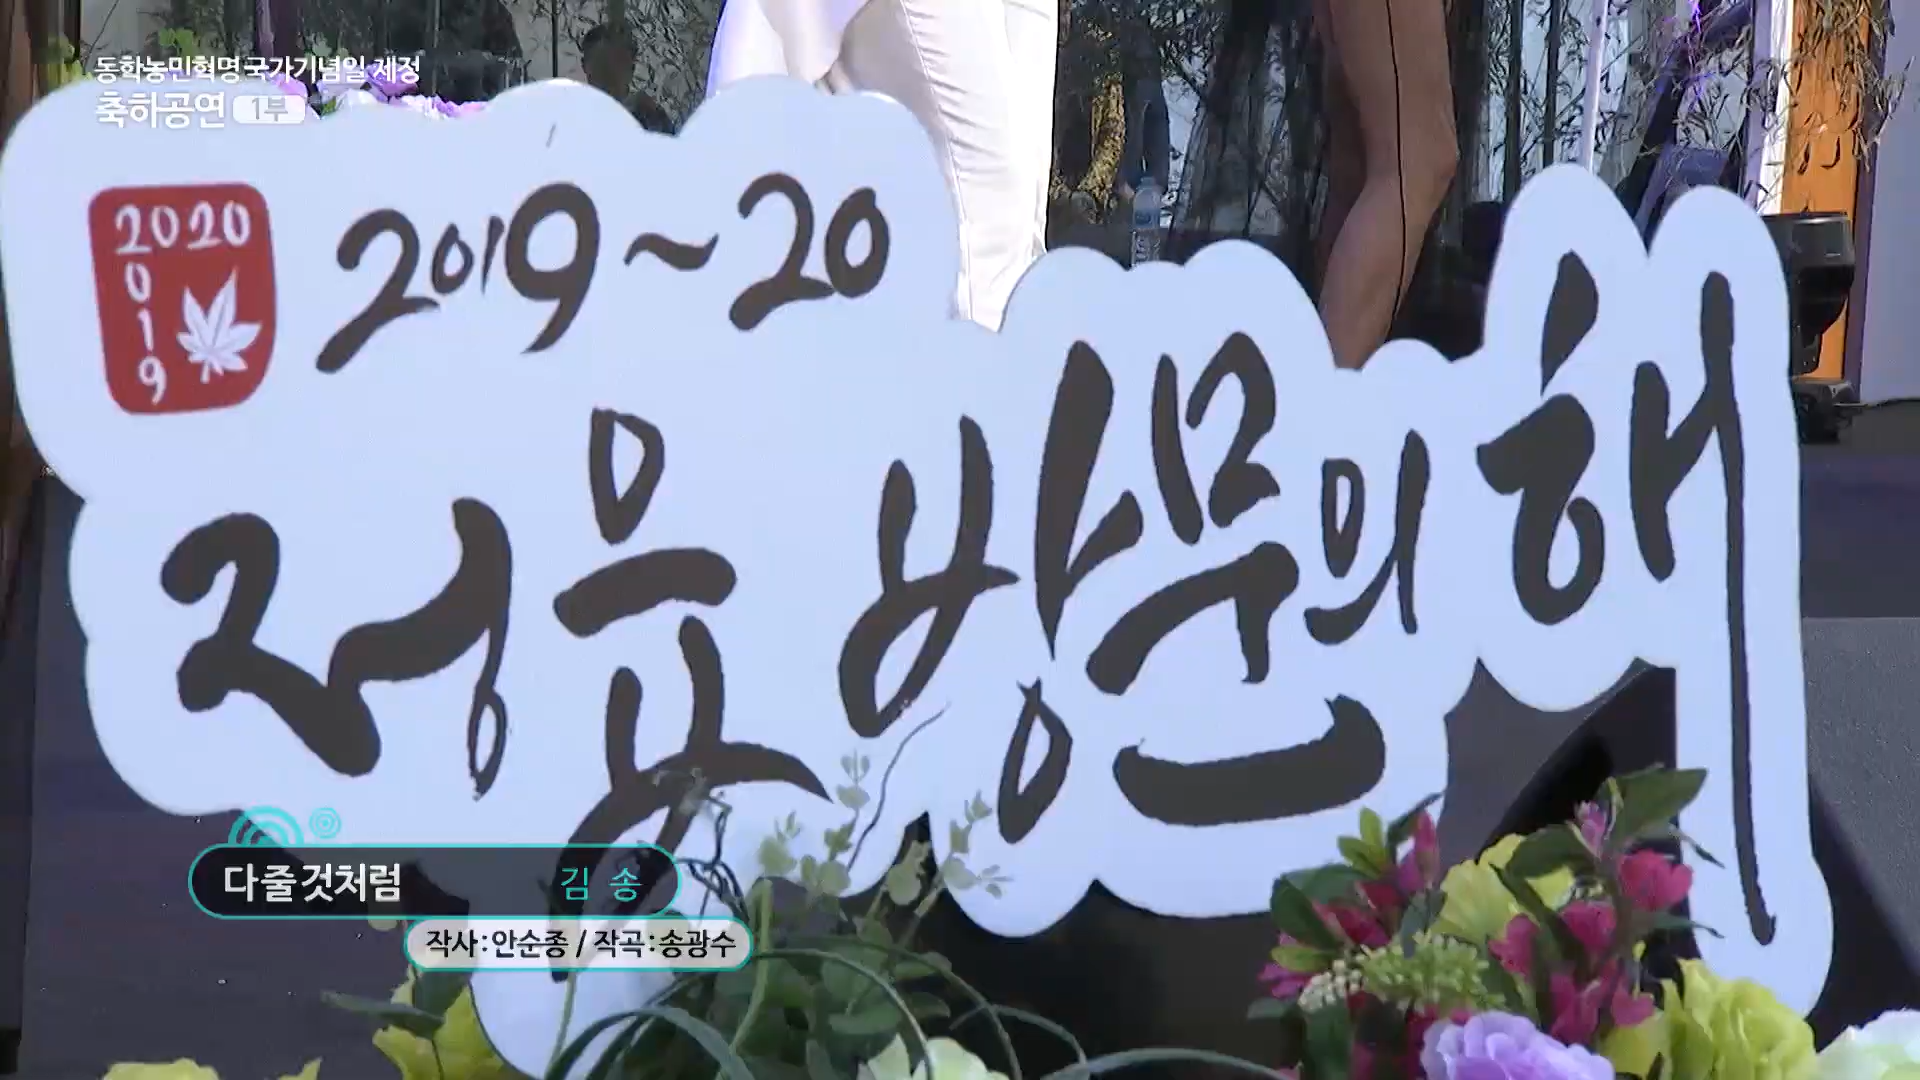 동학농민혁명 국가기념일 제정
축하공연 1부
2020
2019
2019~20
정읍 방문의 해
다 줄 것처럼 김 송
작사 : 안순종 / 작곡 : 송광수